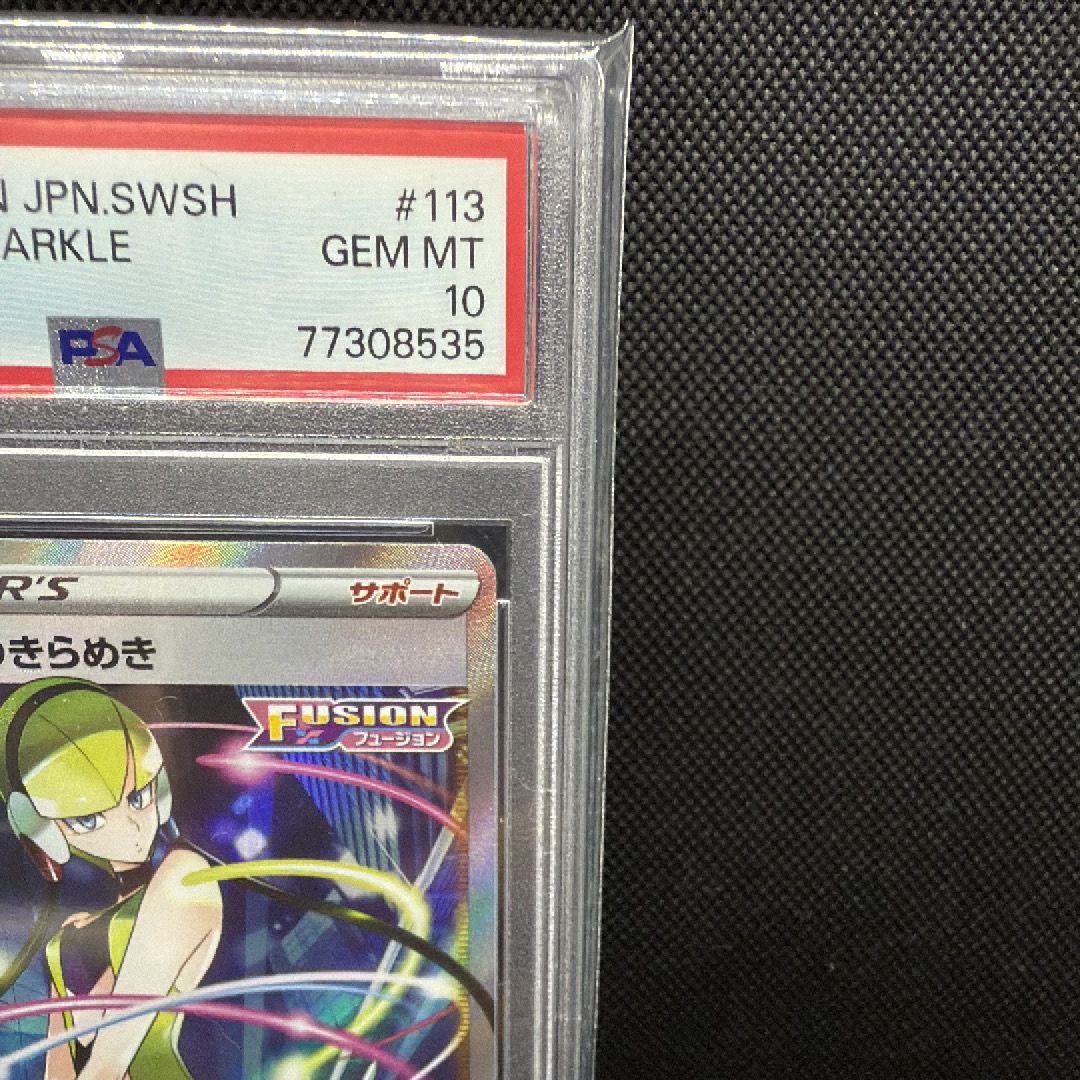 N JPN.SWSH #113
ARKLE GEM MT
10
PSA 77308535
R'S サポート
のきらめき
FUSION
フュージョン